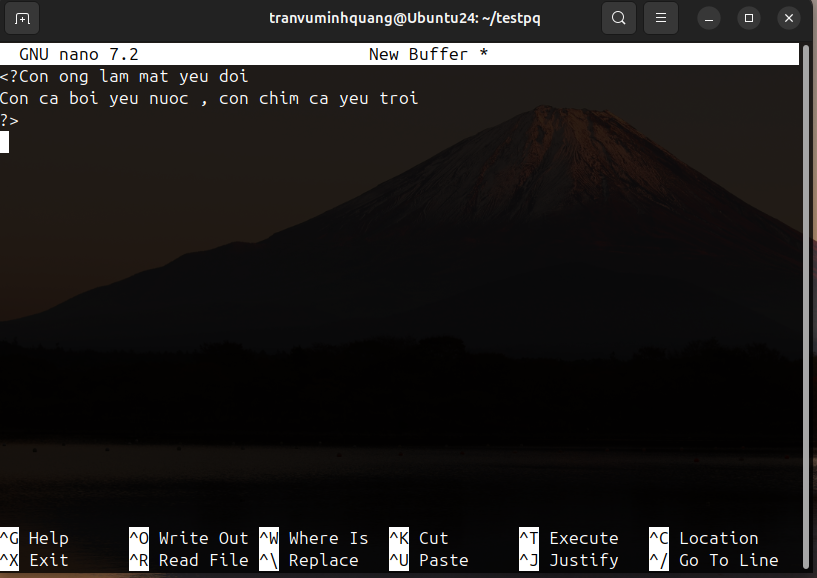 tranvuminhquang@Ubuntu24: ~/testpq
GNU nano 7.2 New Buffer *
<?Con ong lam mat yeu doi
Con ca boi yeu nuoc , con chim ca yeu troi
?>
^G Help ^O Write Out ^W Where Is ^K Cut ^T Execute ^C Location
^X Exit ^R Read File ^\ Replace ^U Paste ^J Justify ^/ Go To Line